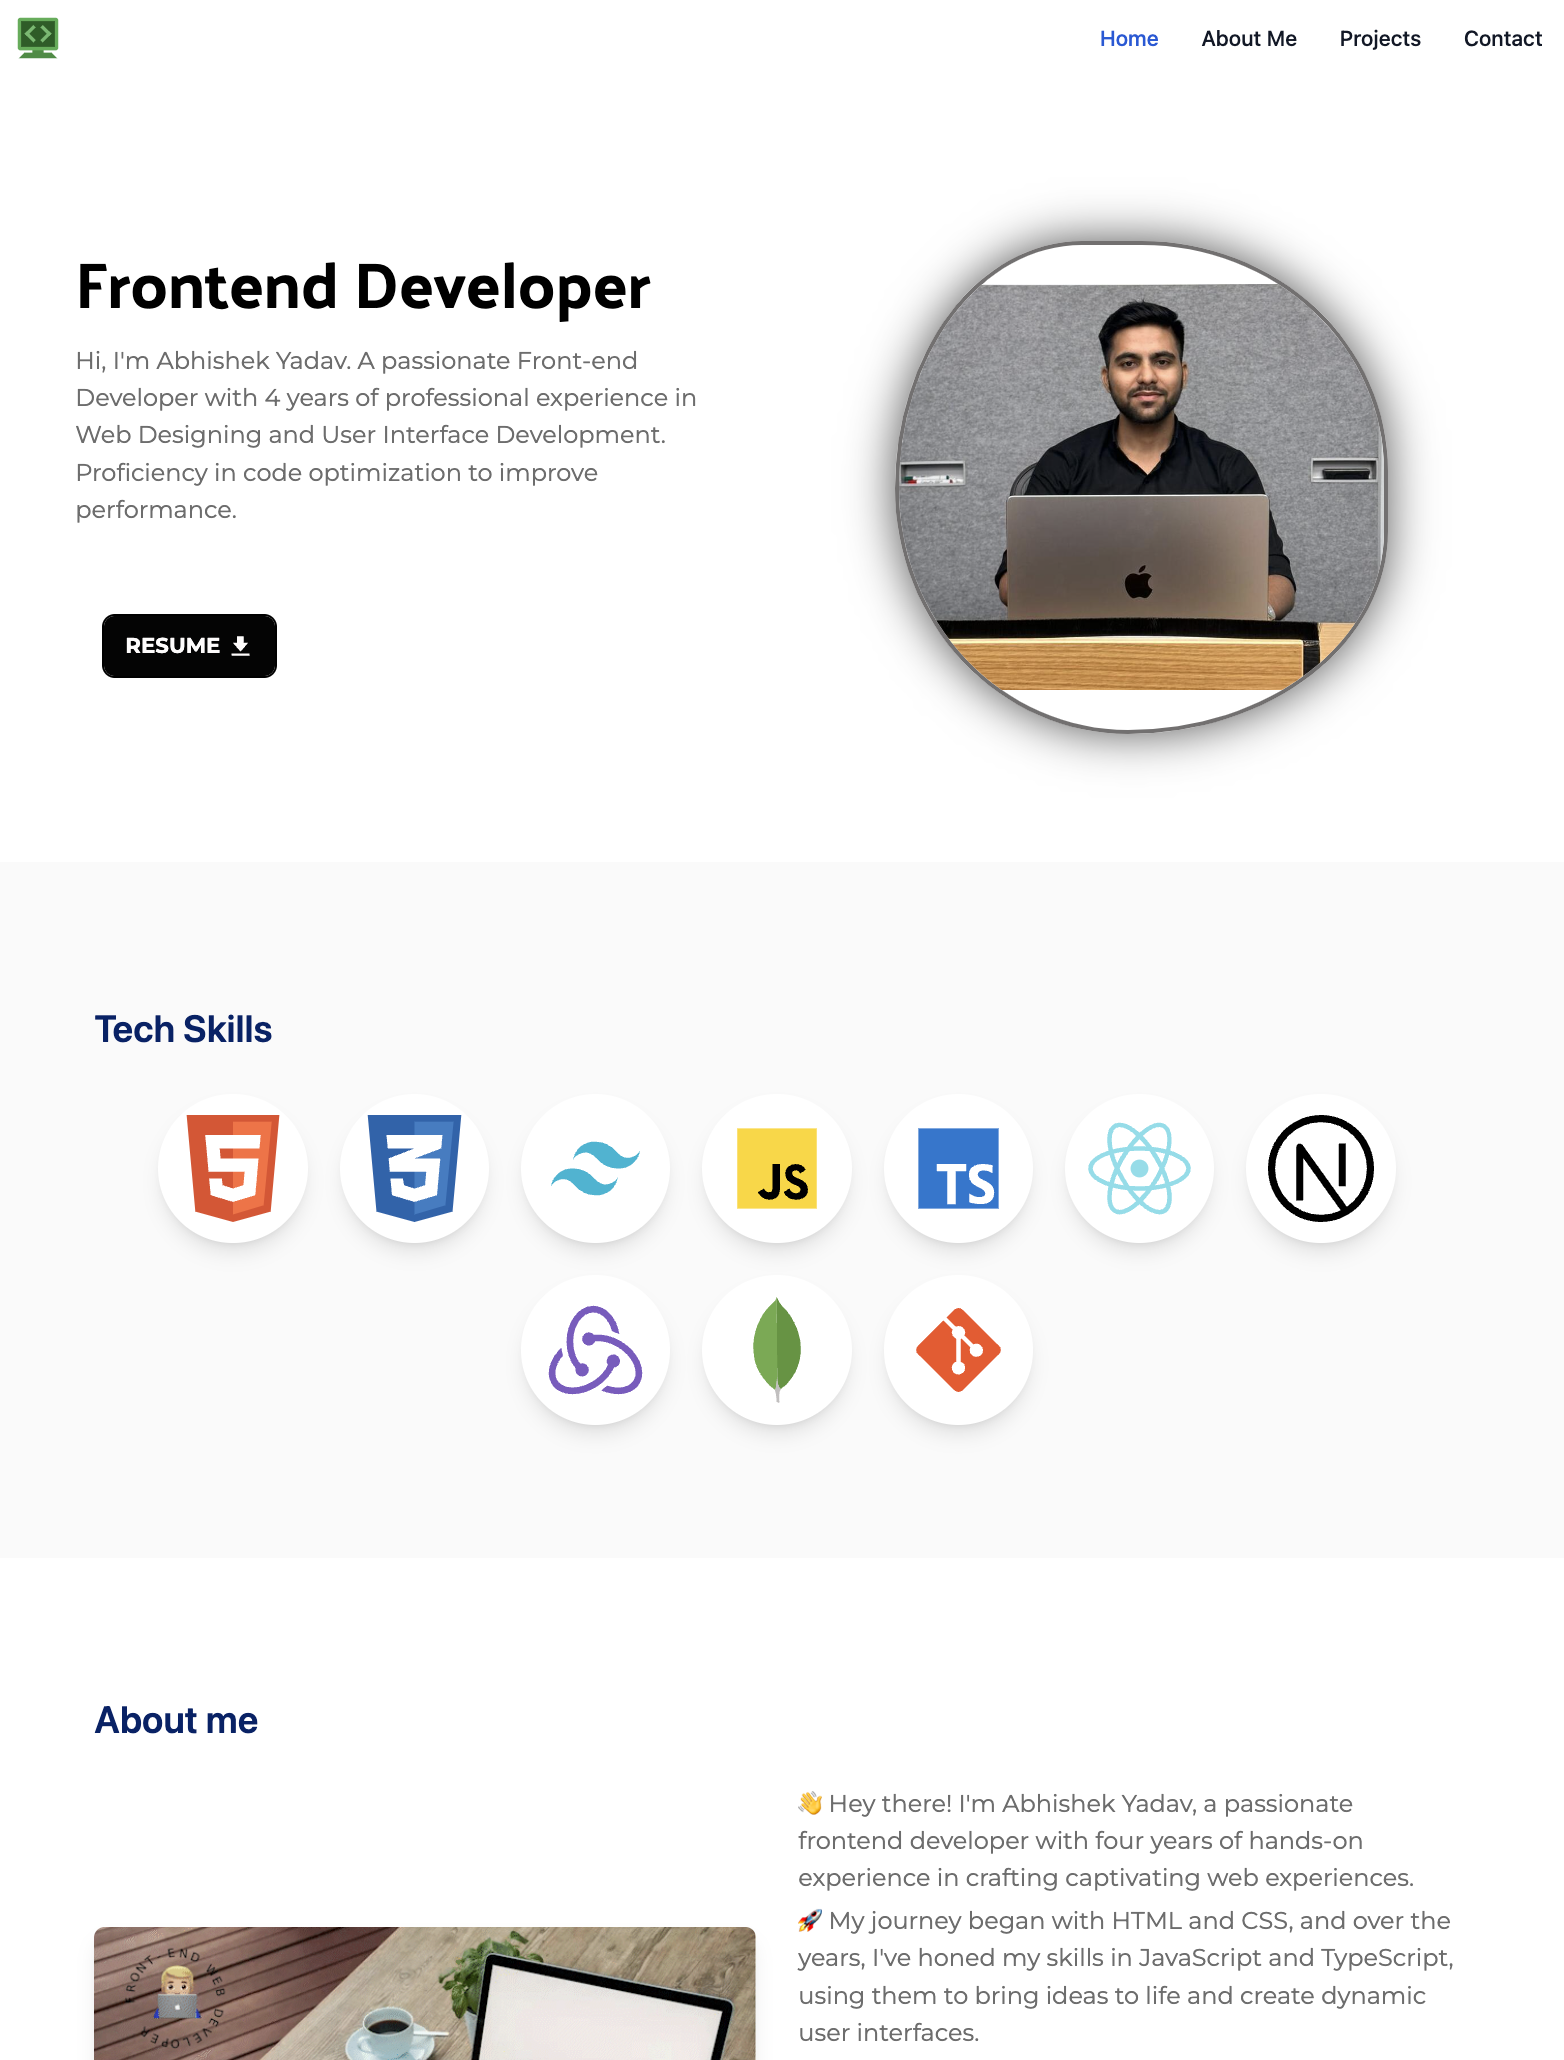 Home About Me Projects Contact
Frontend Developer
Hi, I'm Abhishek Yadav. A passionate Front-end
Developer with 4 years of professional experience in
Web Designing and User Interface Development.
Proficiency in code optimization to improve
performance.
RESUME
Tech Skills
5
3
JS
TS
N
About me
👋 Hey there! I'm Abhishek Yadav, a passionate
frontend developer with four years of hands-on
experience in crafting captivating web experiences.
🚀 My journey began with HTML and CSS, and over the
years, I've honed my skills in JavaScript and TypeScript,
using them to bring ideas to life and create dynamic
user interfaces.
FRONT-END WEB DEVELOPER